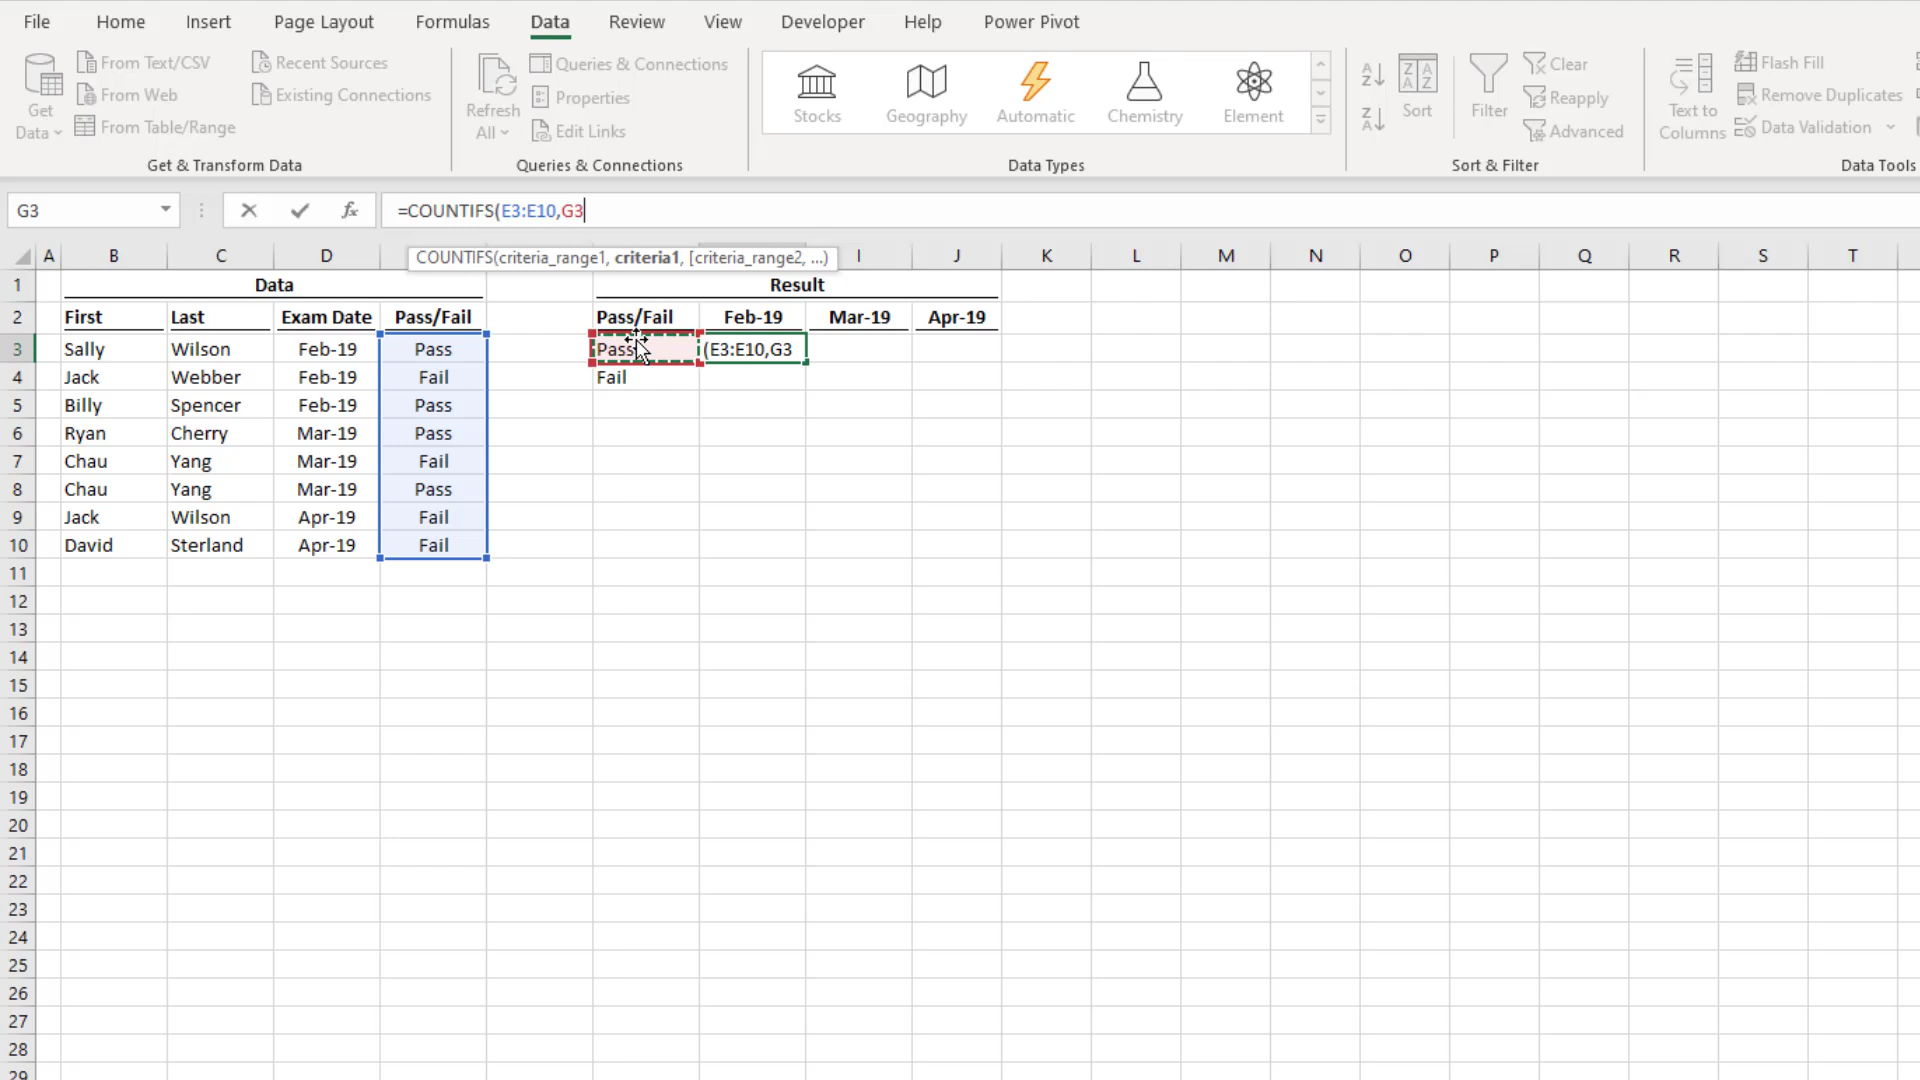 File Home Insert Page Layout Formulas Data Review View Developer Help Power Pivot
Get Data
From Text/CSV
From Web
From Table/Range
Recent Sources
Existing Connections
Get & Transform Data
Refresh All
Queries & Connections
Properties
Edit Links
Queries & Connections
Stocks Geography Automatic Chemistry Element
Data Types
Sort
Filter
Clear
Reapply
Advanced
Sort & Filter
Text to Columns
Flash Fill
Remove Duplicates
Data Validation
Data Tools
G3 fx =COUNTIFS(E3:E10,G3
COUNTIFS(criteria_range1, criteria1, [criteria_range2, ...)
A B C D I J K L M N O P Q R S T
1 Data Result
2 First Last Exam Date Pass/Fail Pass/Fail Feb-19 Mar-19 Apr-19
3 Sally Wilson Feb-19 Pass Pass (E3:E10,G3
4 Jack Webber Feb-19 Fail Fail
5 Billy Spencer Feb-19 Pass
6 Ryan Cherry Mar-19 Pass
7 Chau Yang Mar-19 Fail
8 Chau Yang Mar-19 Pass
9 Jack Wilson Apr-19 Fail
10 David Sterland Apr-19 Fail
11
12
13
14
15
16
17
18
19
20
21
22
23
24
25
26
27
28
29